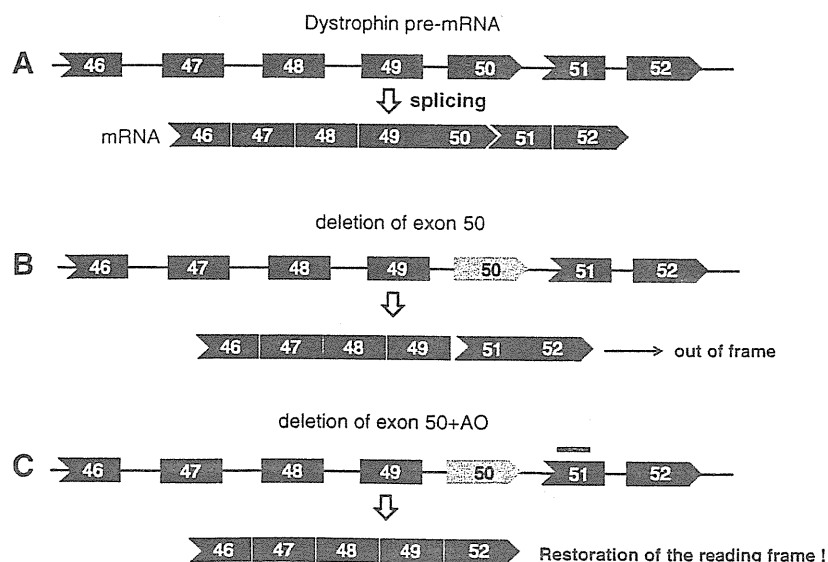 Dystrophin pre-mRNA
A 46 47 48 49 50 51 52
splicing
mRNA 46 47 48 49 50 51 52
deletion of exon 50
B 46 47 48 49 50 51 52
46 47 48 49 51 52 out of frame
deletion of exon 50+AO
C 46 47 48 49 50 51 52
46 47 48 49 52 Restoration of the reading frame !